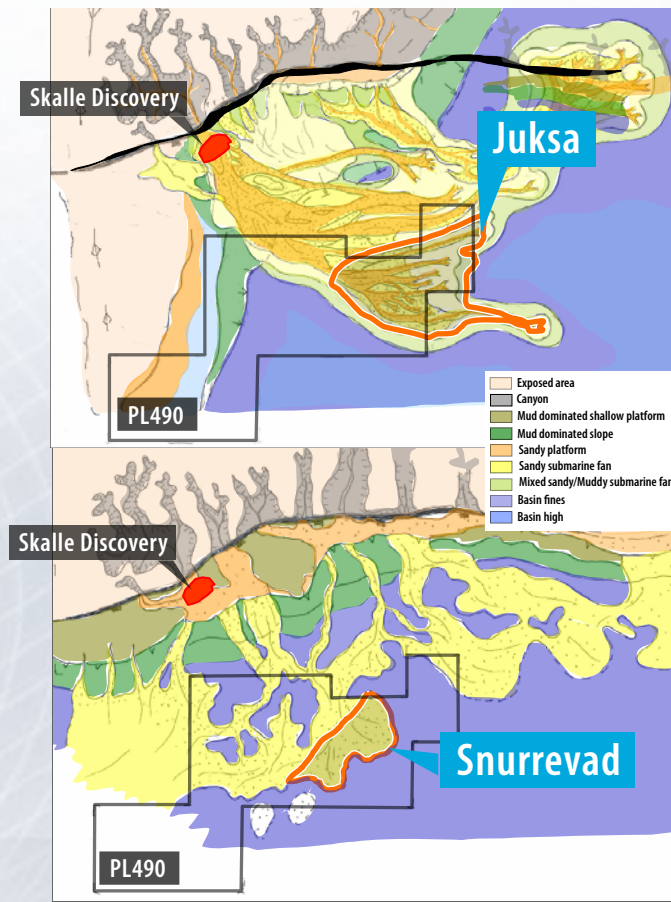 Skalle Discovery
Juksa
PL490
Exposed area
Canyon
Mud dominated shallow platform
Mud dominated slope
Sandy platform
Sandy submarine fan
Mixed sandy/Muddy submarine fan
Basin fines
Basin high
Skalle Discovery
Snurrevad
PL490